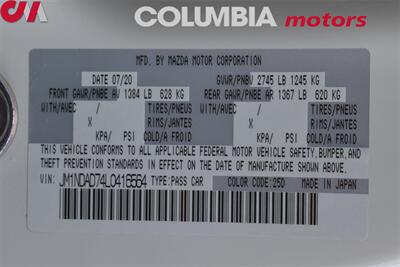 CIA
COLUMBIA motors
MFD. BY MAZDA MOTOR CORPORATION
DATE 07/20 GVWR/PNBV 2745 LB 1245 KG
FRONT GAWR/PNBE AV 1384 LB 628 KG REAR GAWR/PNBE AR 1367 LB 620 KG
WITH/AVEC / TIRES/PNEUS WITH/AVEC / TIRES/PNEUS
X RIMS/JANTES X RIMS/JANTES
KPA/ PSI COLD/A FROID KPA/ PSI COLD/A FROID
THIS VEHICLE CONFORMS TO ALL APPLICABLE FEDERAL MOTOR VEHICLE SAFETY, BUMPER, AND
THEFT PREVENTION STANDARDS IN EFFECT ON THE DATE OF MANUFACTURE SHOWN ABOVE.
VIN: JM1NDAD74L0416664 TYPE: PASS CAR COLOR CODE: 25D MADE IN JAPAN